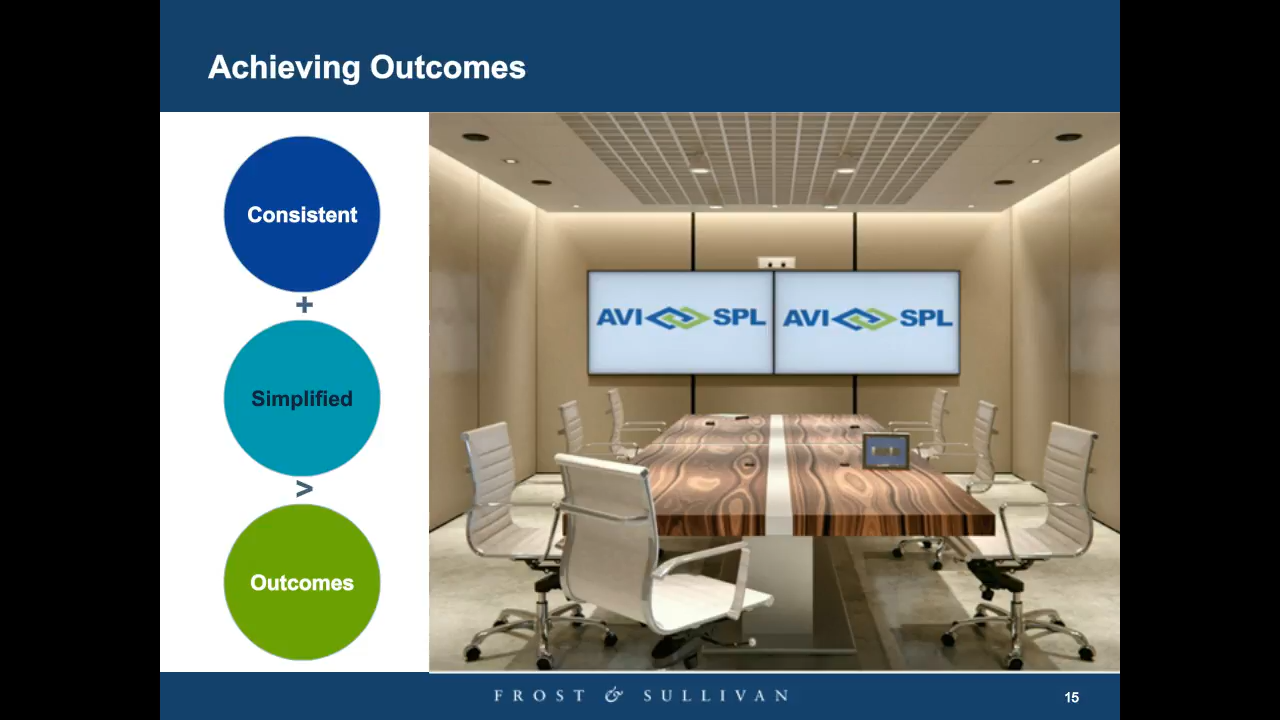 Achieving Outcomes
Consistent
+
Simplified
>
Outcomes
AVI SPL
AVI SPL
FROST & SULLIVAN
15